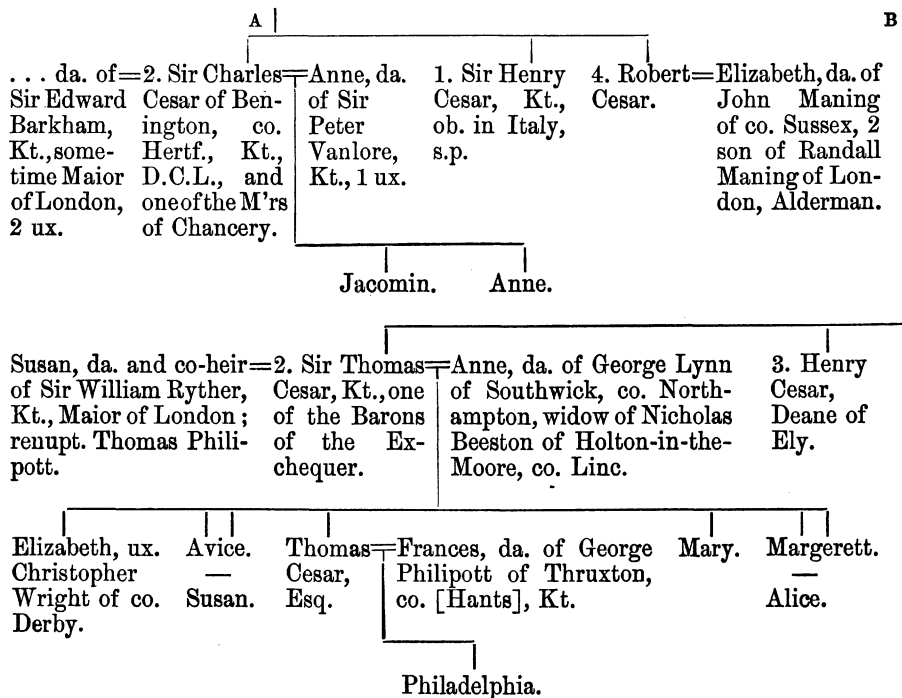 A B
. . . da. of=2. Sir Charles=Anne, da. 1. Sir Henry 4. Robert=Elizabeth, da. of
Sir Edward Cesar of Ben- of Sir Cesar, Kt., Cesar. John Maning
Barkham, ington, co. Peter ob. in Italy, of co. Sussex, 2
Kt., some- Hertf., Kt., Vanlore, s.p. son of Randall
time Maior D.C.L., and Kt., 1 ux. Maning of Lon-
of London, one of the M'rs don, Alderman.
2 ux. of Chancery.
Jacomin. Anne.
Susan, da. and co-heir=2. Sir Thomas=Anne, da. of George Lynn 3. Henry
of Sir William Ryther, Cesar, Kt., one of Southwick, co. North- Cesar,
Kt., Maior of London ; of the Barons ampton, widow of Nicholas Deane of
renupt. Thomas Phili- of the Ex- Beeston of Holton-in-the- Ely.
pott. chequer. Moore, co. Linc.
Elizabeth, ux. Avice. Thomas=Frances, da. of George Mary. Margerett.
Christopher — Cesar, Philipott of Thruxton, —
Wright of co. Susan. Esq. co. [Hants], Kt. Alice.
Derby.
Philadelphia.